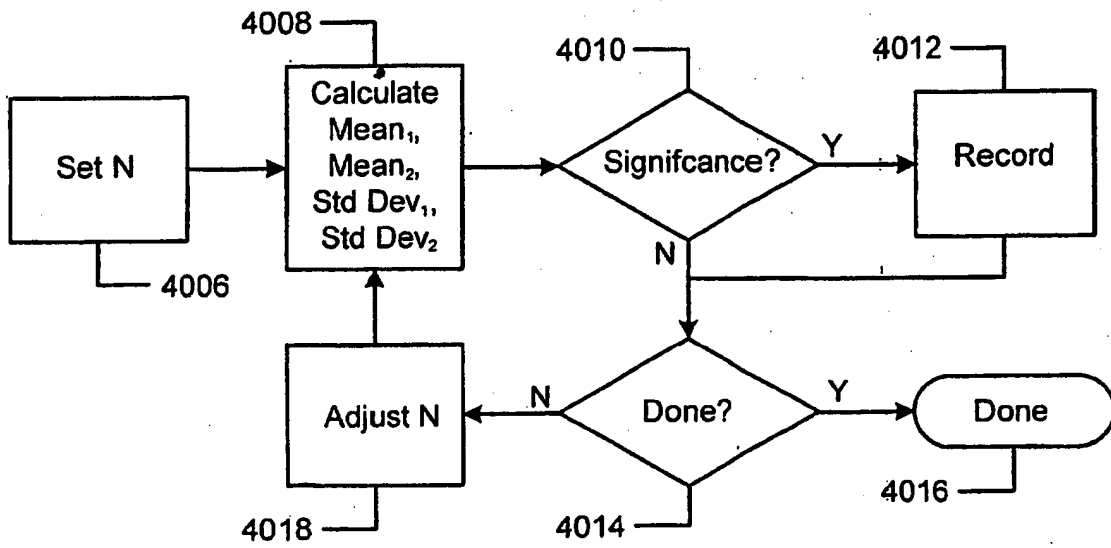 4008
4010
4012
Set N
Calculate
Mean₁,
Mean₂,
Std Dev₁,
Std Dev₂
Signifcance?
Y
Record
N
4006
Adjust N
N
Done?
Y
Done
4018
4014
4016